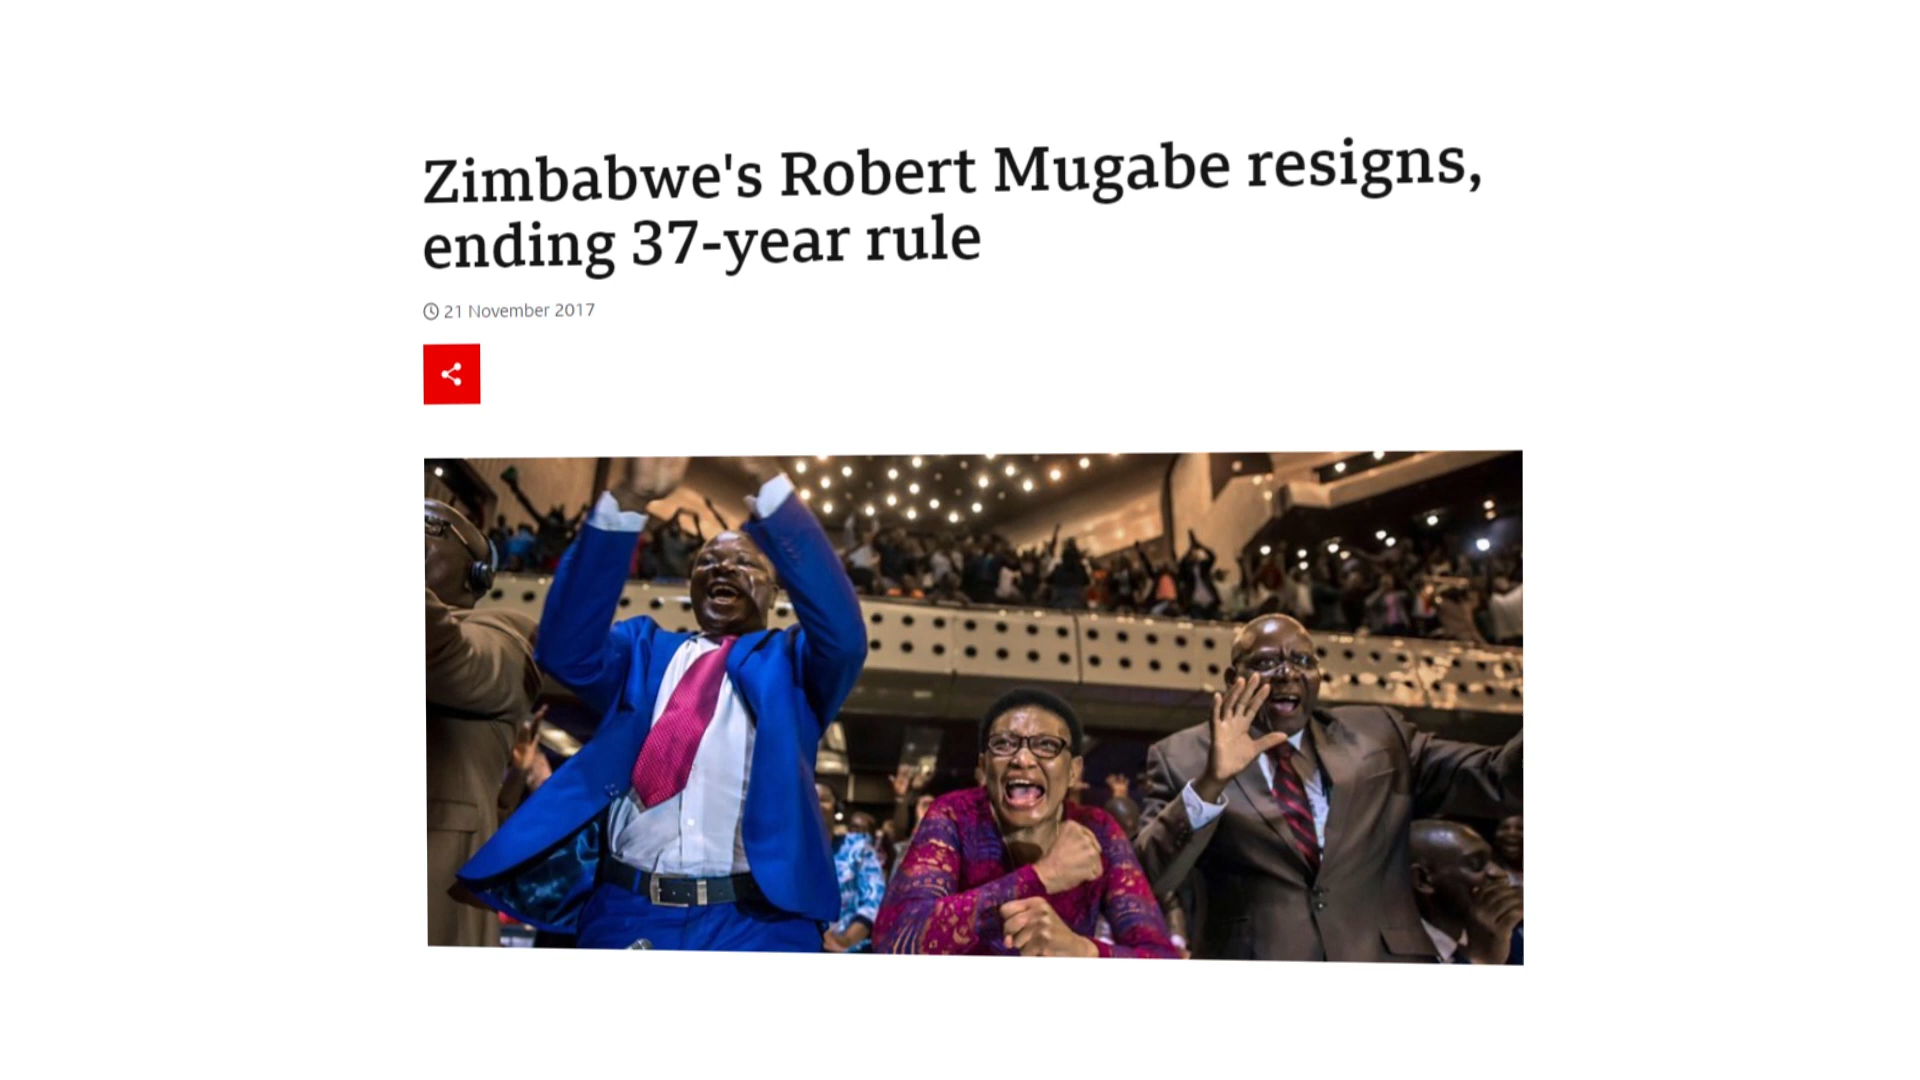 Zimbabwe's Robert Mugabe resigns,
ending 37-year rule
21 November 2017